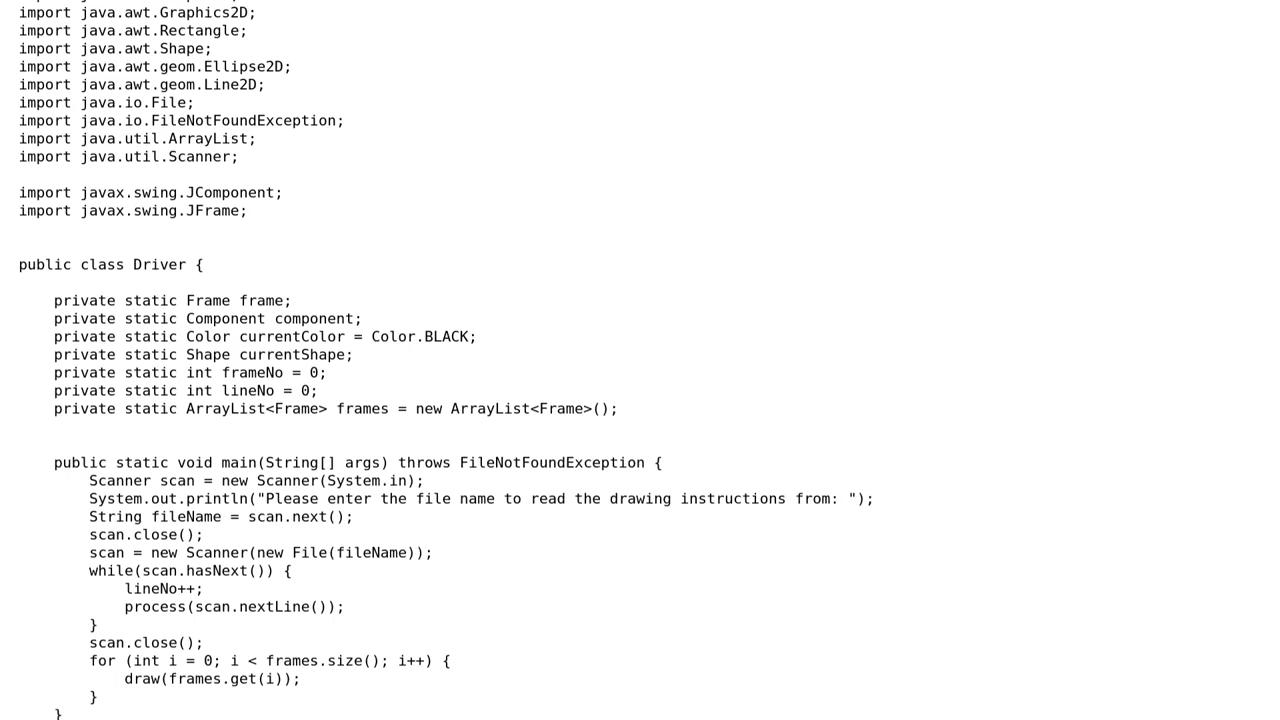 import java.awt.Graphics2D;
import java.awt.Rectangle;
import java.awt.Shape;
import java.awt.geom.Ellipse2D;
import java.awt.geom.Line2D;
import java.io.File;
import java.io.FileNotFoundException;
import java.util.ArrayList;
import java.util.Scanner;

import javax.swing.JComponent;
import javax.swing.JFrame;


public class Driver {

    private static Frame frame;
    private static Component component;
    private static Color currentColor = Color.BLACK;
    private static Shape currentShape;
    private static int frameNo = 0;
    private static int lineNo = 0;
    private static ArrayList<Frame> frames = new ArrayList<Frame>();


    public static void main(String[] args) throws FileNotFoundException {
        Scanner scan = new Scanner(System.in);
        System.out.println("Please enter the file name to read the drawing instructions from: ");
        String fileName = scan.next();
        scan.close();
        scan = new Scanner(new File(fileName));
        while(scan.hasNext()) {
            lineNo++;
            process(scan.nextLine());
        }
        scan.close();
        for (int i = 0; i < frames.size(); i++) {
            draw(frames.get(i));
        }
    }